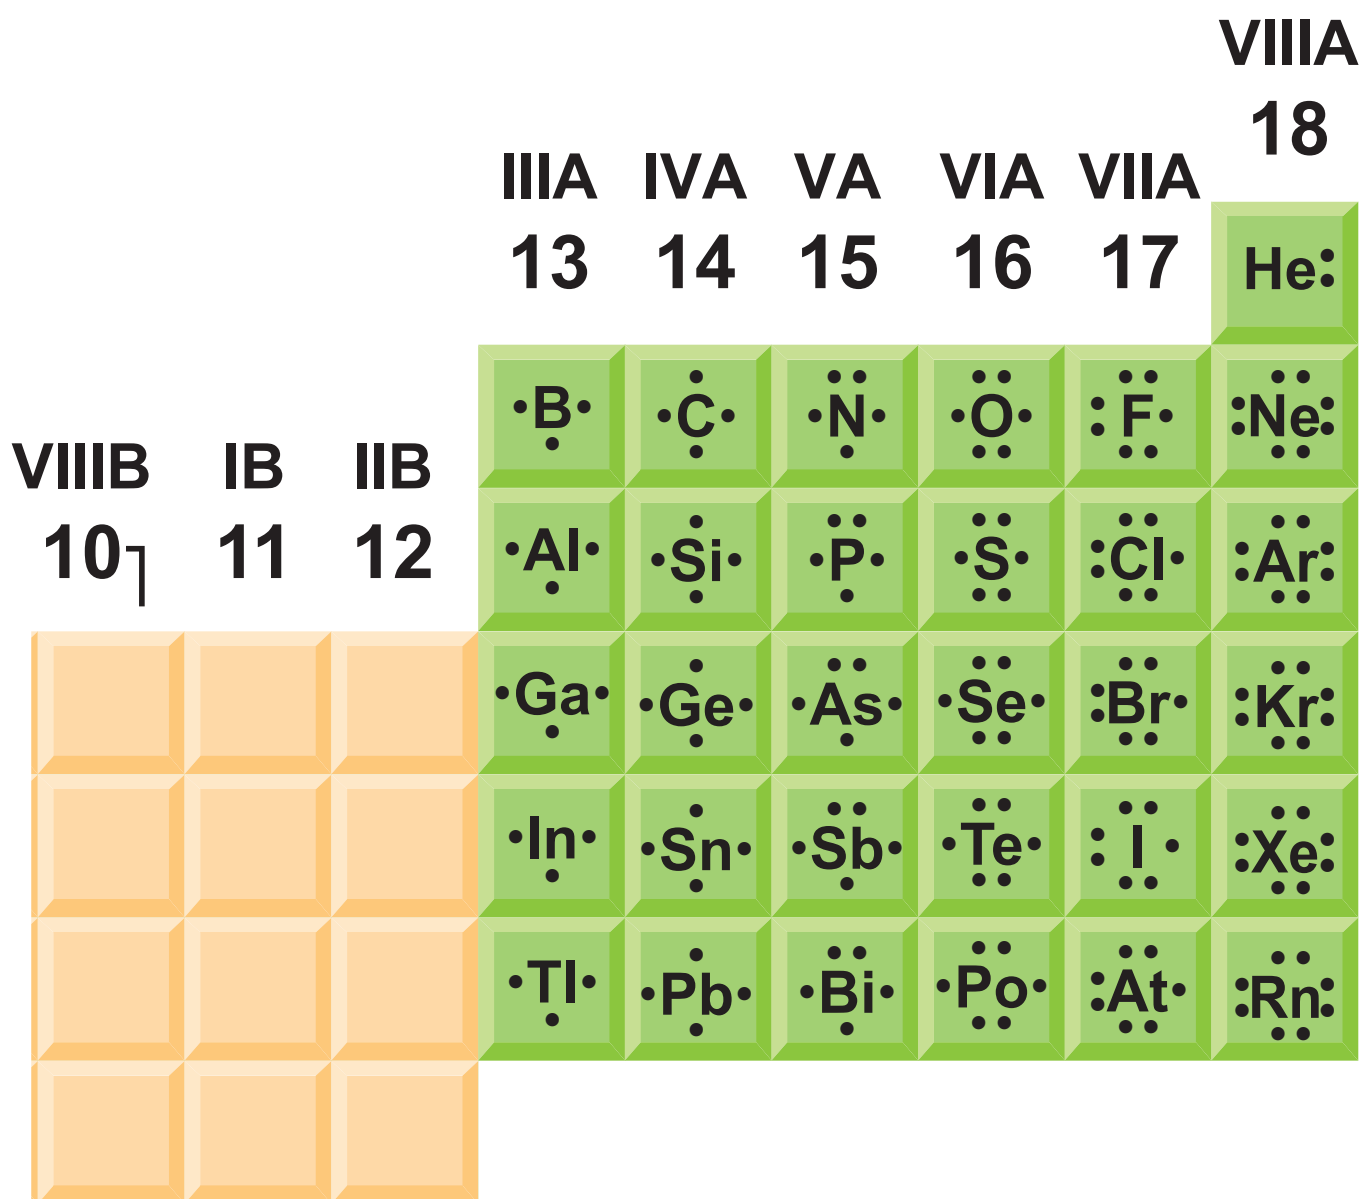 VIIIA
18
IIIA IVA VA VIA VIIA
13 14 15 16 17
He
B C N O F Ne
VIIIB IB IIB
10 11 12
Al Si P S Cl Ar
Ga Ge As Se Br Kr
In Sn Sb Te I Xe
Tl Pb Bi Po At Rn